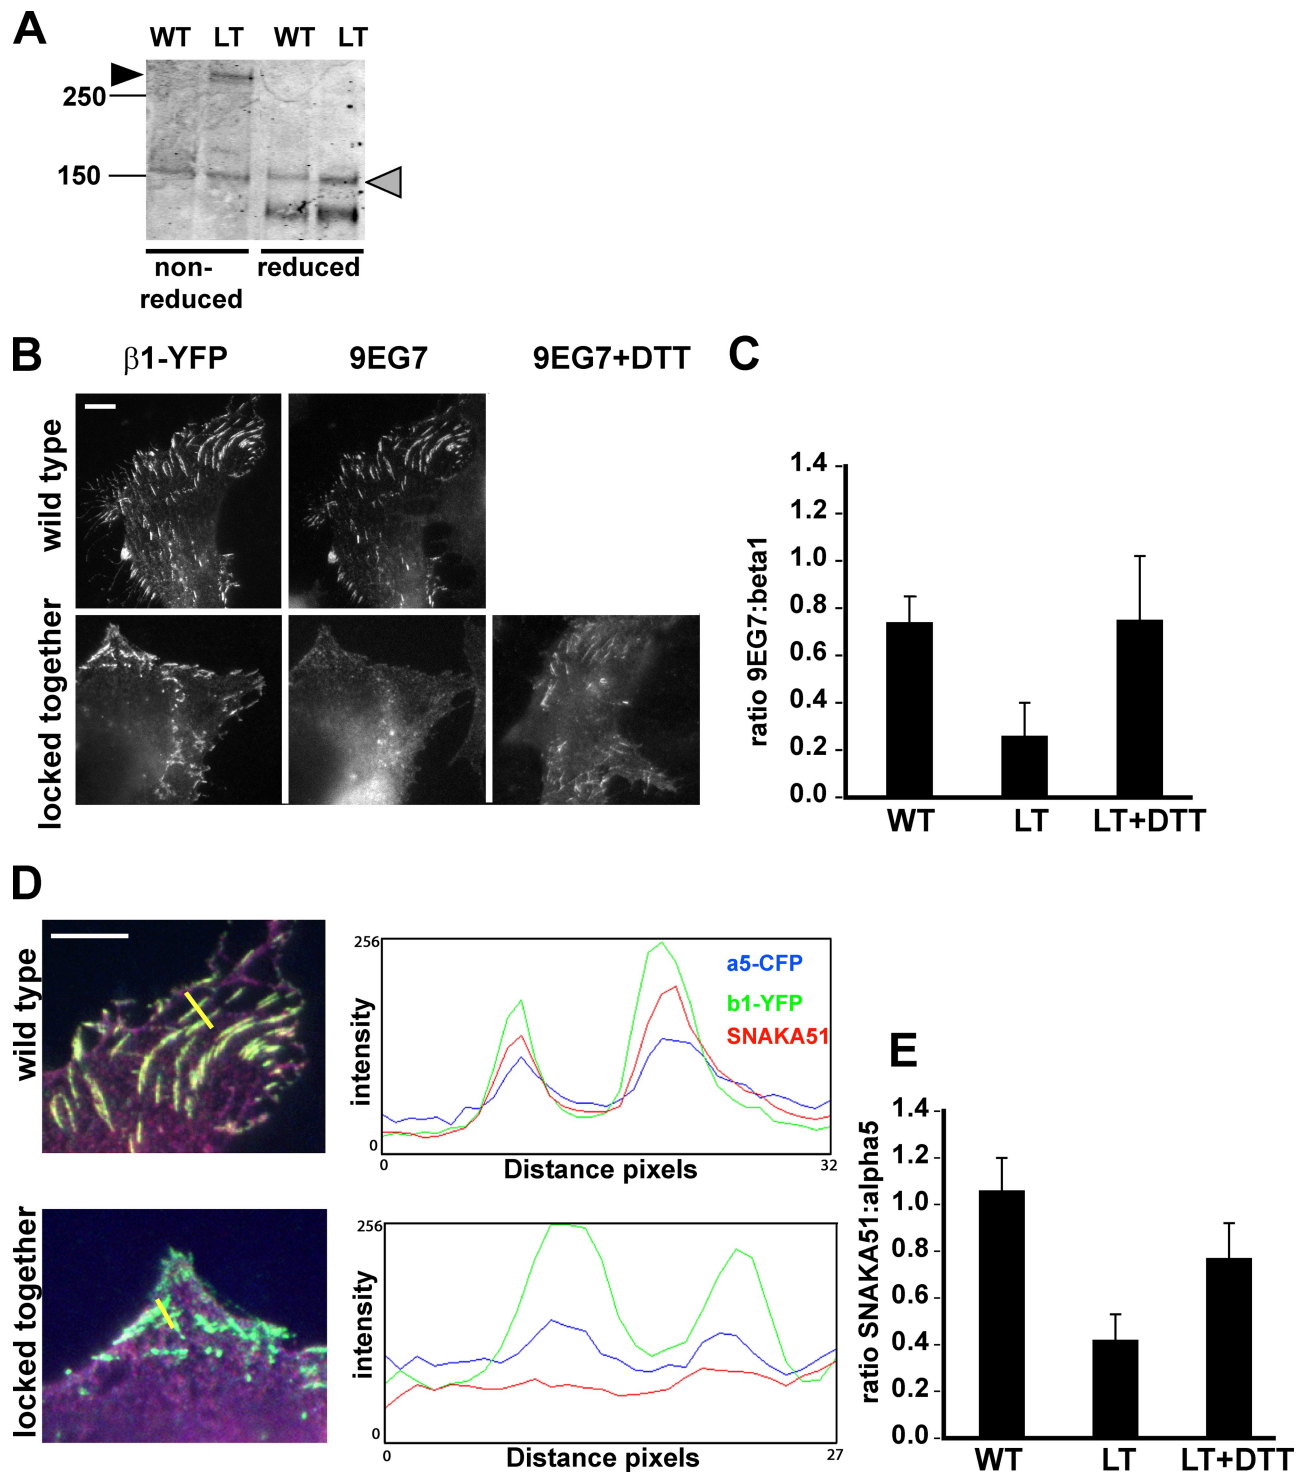 A
WT LT WT LT
250
150
non-
reduced
reduced
B
β1-YFP 9EG7 9EG7+DTT
wild type
locked together
C
ratio 9EG7:beta1
1.4
1.2
1.0
0.8
0.6
0.4
0.2
0.0
WT LT LT+DTT
D
wild type
256
intensity
0
a5-CFP
b1-YFP
SNAKA51
0 Distance pixels 32
locked together
256
intensity
0
0 Distance pixels 27
E
ratio SNAKA51:alpha5
1.4
1.2
1.0
0.8
0.6
0.4
0.2
0.0
WT LT LT+DTT